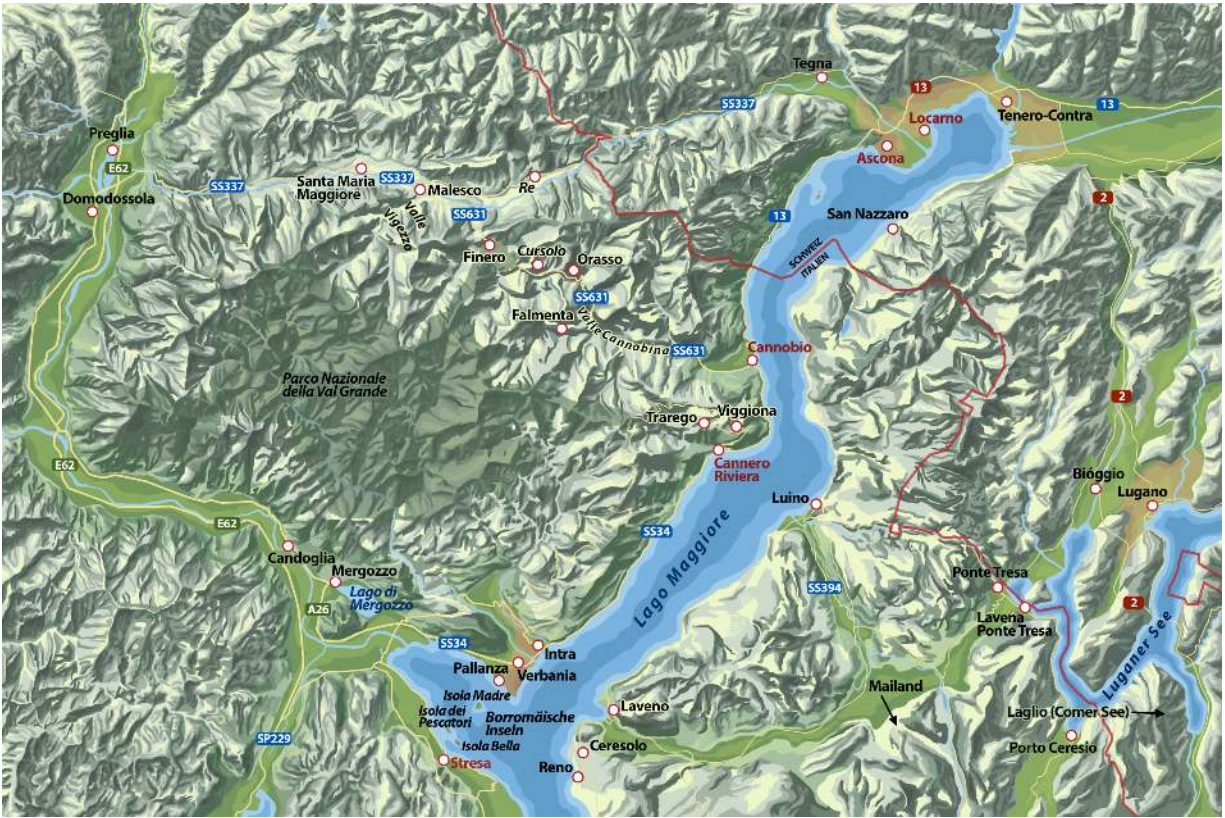 Tegna
13
Locarno
Tenero-Contra
13
SS337
Ascona
Preglia
E62
Santa Maria
Maggiore
SS337
SS337
Malesco
Re
Domodossola
Valle
Vigezzo
SS631
Finero
Cursolo
Orasso
13
San Nazzaro
2
SCHWEIZ
ITALIEN
SS631
Falmenta
Valle Cannobina
SS631
Cannobio
Parco Nazionale
della Val Grande
2
Trarego
Viggiona
Cannero
Riviera
E62
Luino
Bióggio
Lugano
E62
SS34
Lago Maggiore
Candoglia
Mergozzo
Lago di
Mergozzo
A26
SS394
Ponte Tresa
Lavena
Ponte Tresa
2
Luganer See
SS34
Intra
Pallanza
Verbania
Isola Madre
Isola dei
Pescatori
Borromäische
Inseln
Isola Bella
Laveno
Mailand
Laglio (Comer See)
SP229
Stresa
Ceresolo
Reno
Porto Ceresio